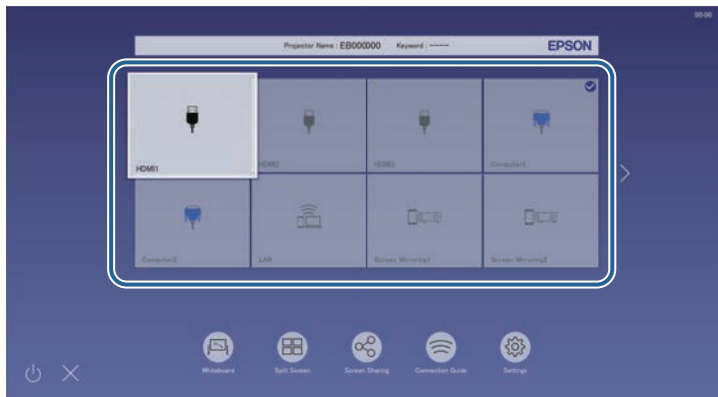 00:00
Projector Name : EB000000 Keyword : ----
EPSON
HDMI1
HDMI2
HDMI3
Computer1
Computer2
LAN
Screen Mirroring1
Screen Mirroring2
Whiteboard
Split Screen
Screen Sharing
Connection Guide
Settings